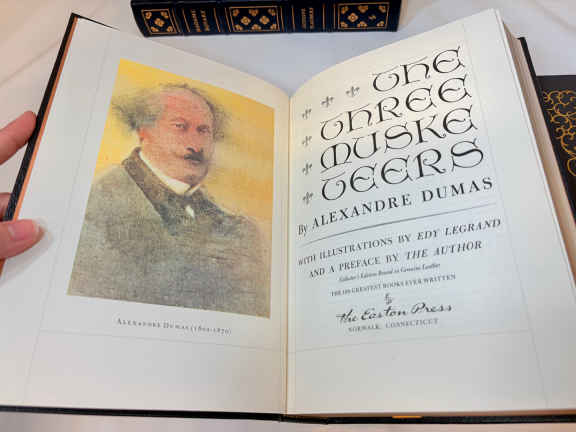 ALEXANDRE DUMAS (1802-1870)
THE
THREE
MUSKE
TEERS
By ALEXANDRE DUMAS
WITH ILLUSTRATIONS BY EDY LEGRAND
AND A PREFACE BY THE AUTHOR
Collector's Edition Bound in Genuine Leather
THE 100 GREATEST BOOKS EVER WRITTEN
The Easton Press
NORWALK, CONNECTICUT